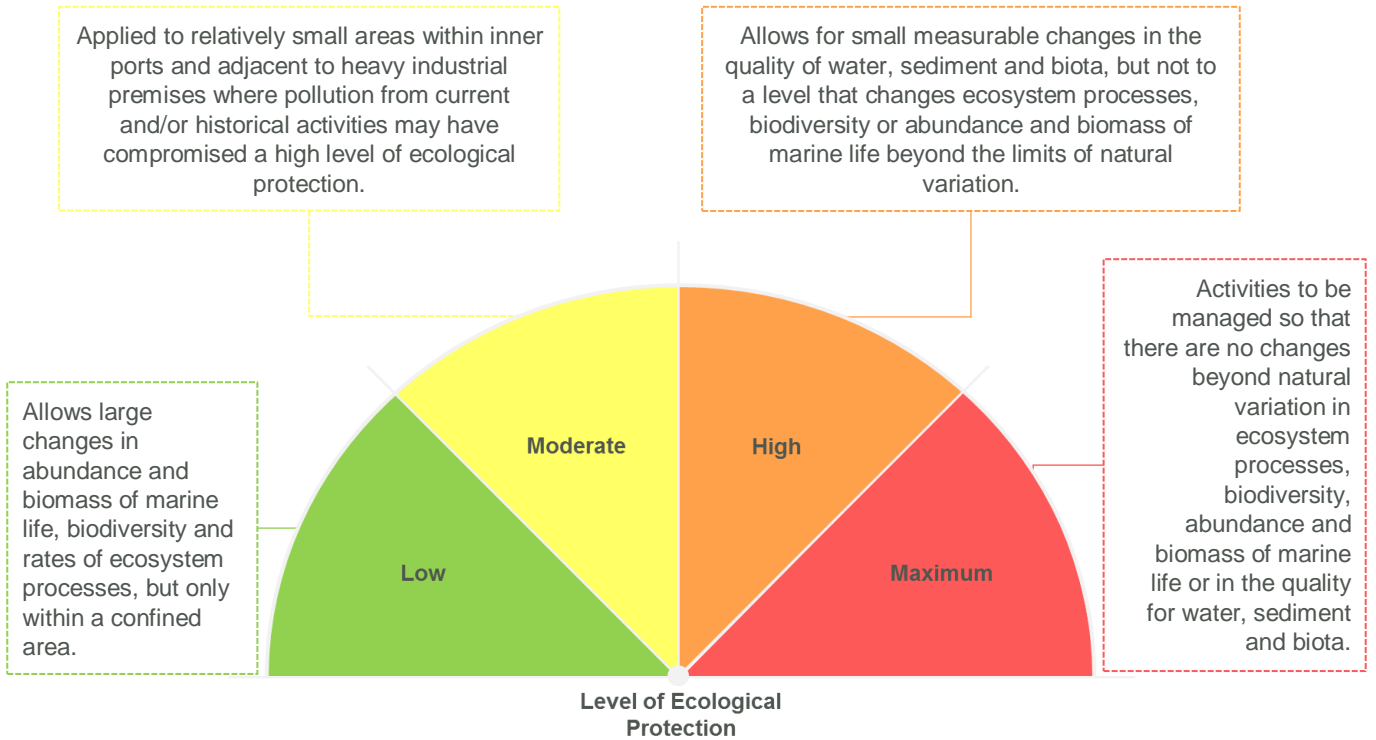 Applied to relatively small areas within inner
ports and adjacent to heavy industrial
premises where pollution from current
and/or historical activities may have
compromised a high level of ecological
protection.
Allows for small measurable changes in the
quality of water, sediment and biota, but not to
a level that changes ecosystem processes,
biodiversity or abundance and biomass of
marine life beyond the limits of natural
variation.
Activities to be
managed so that
there are no changes
beyond natural
variation in
ecosystem
processes,
biodiversity,
abundance and
biomass of marine
life or in the quality
for water, sediment
and biota.
Allows large
changes in
abundance and
biomass of marine
life, biodiversity and
rates of ecosystem
processes, but only
within a confined
area.
Moderate
High
Low
Maximum
Level of Ecological
Protection